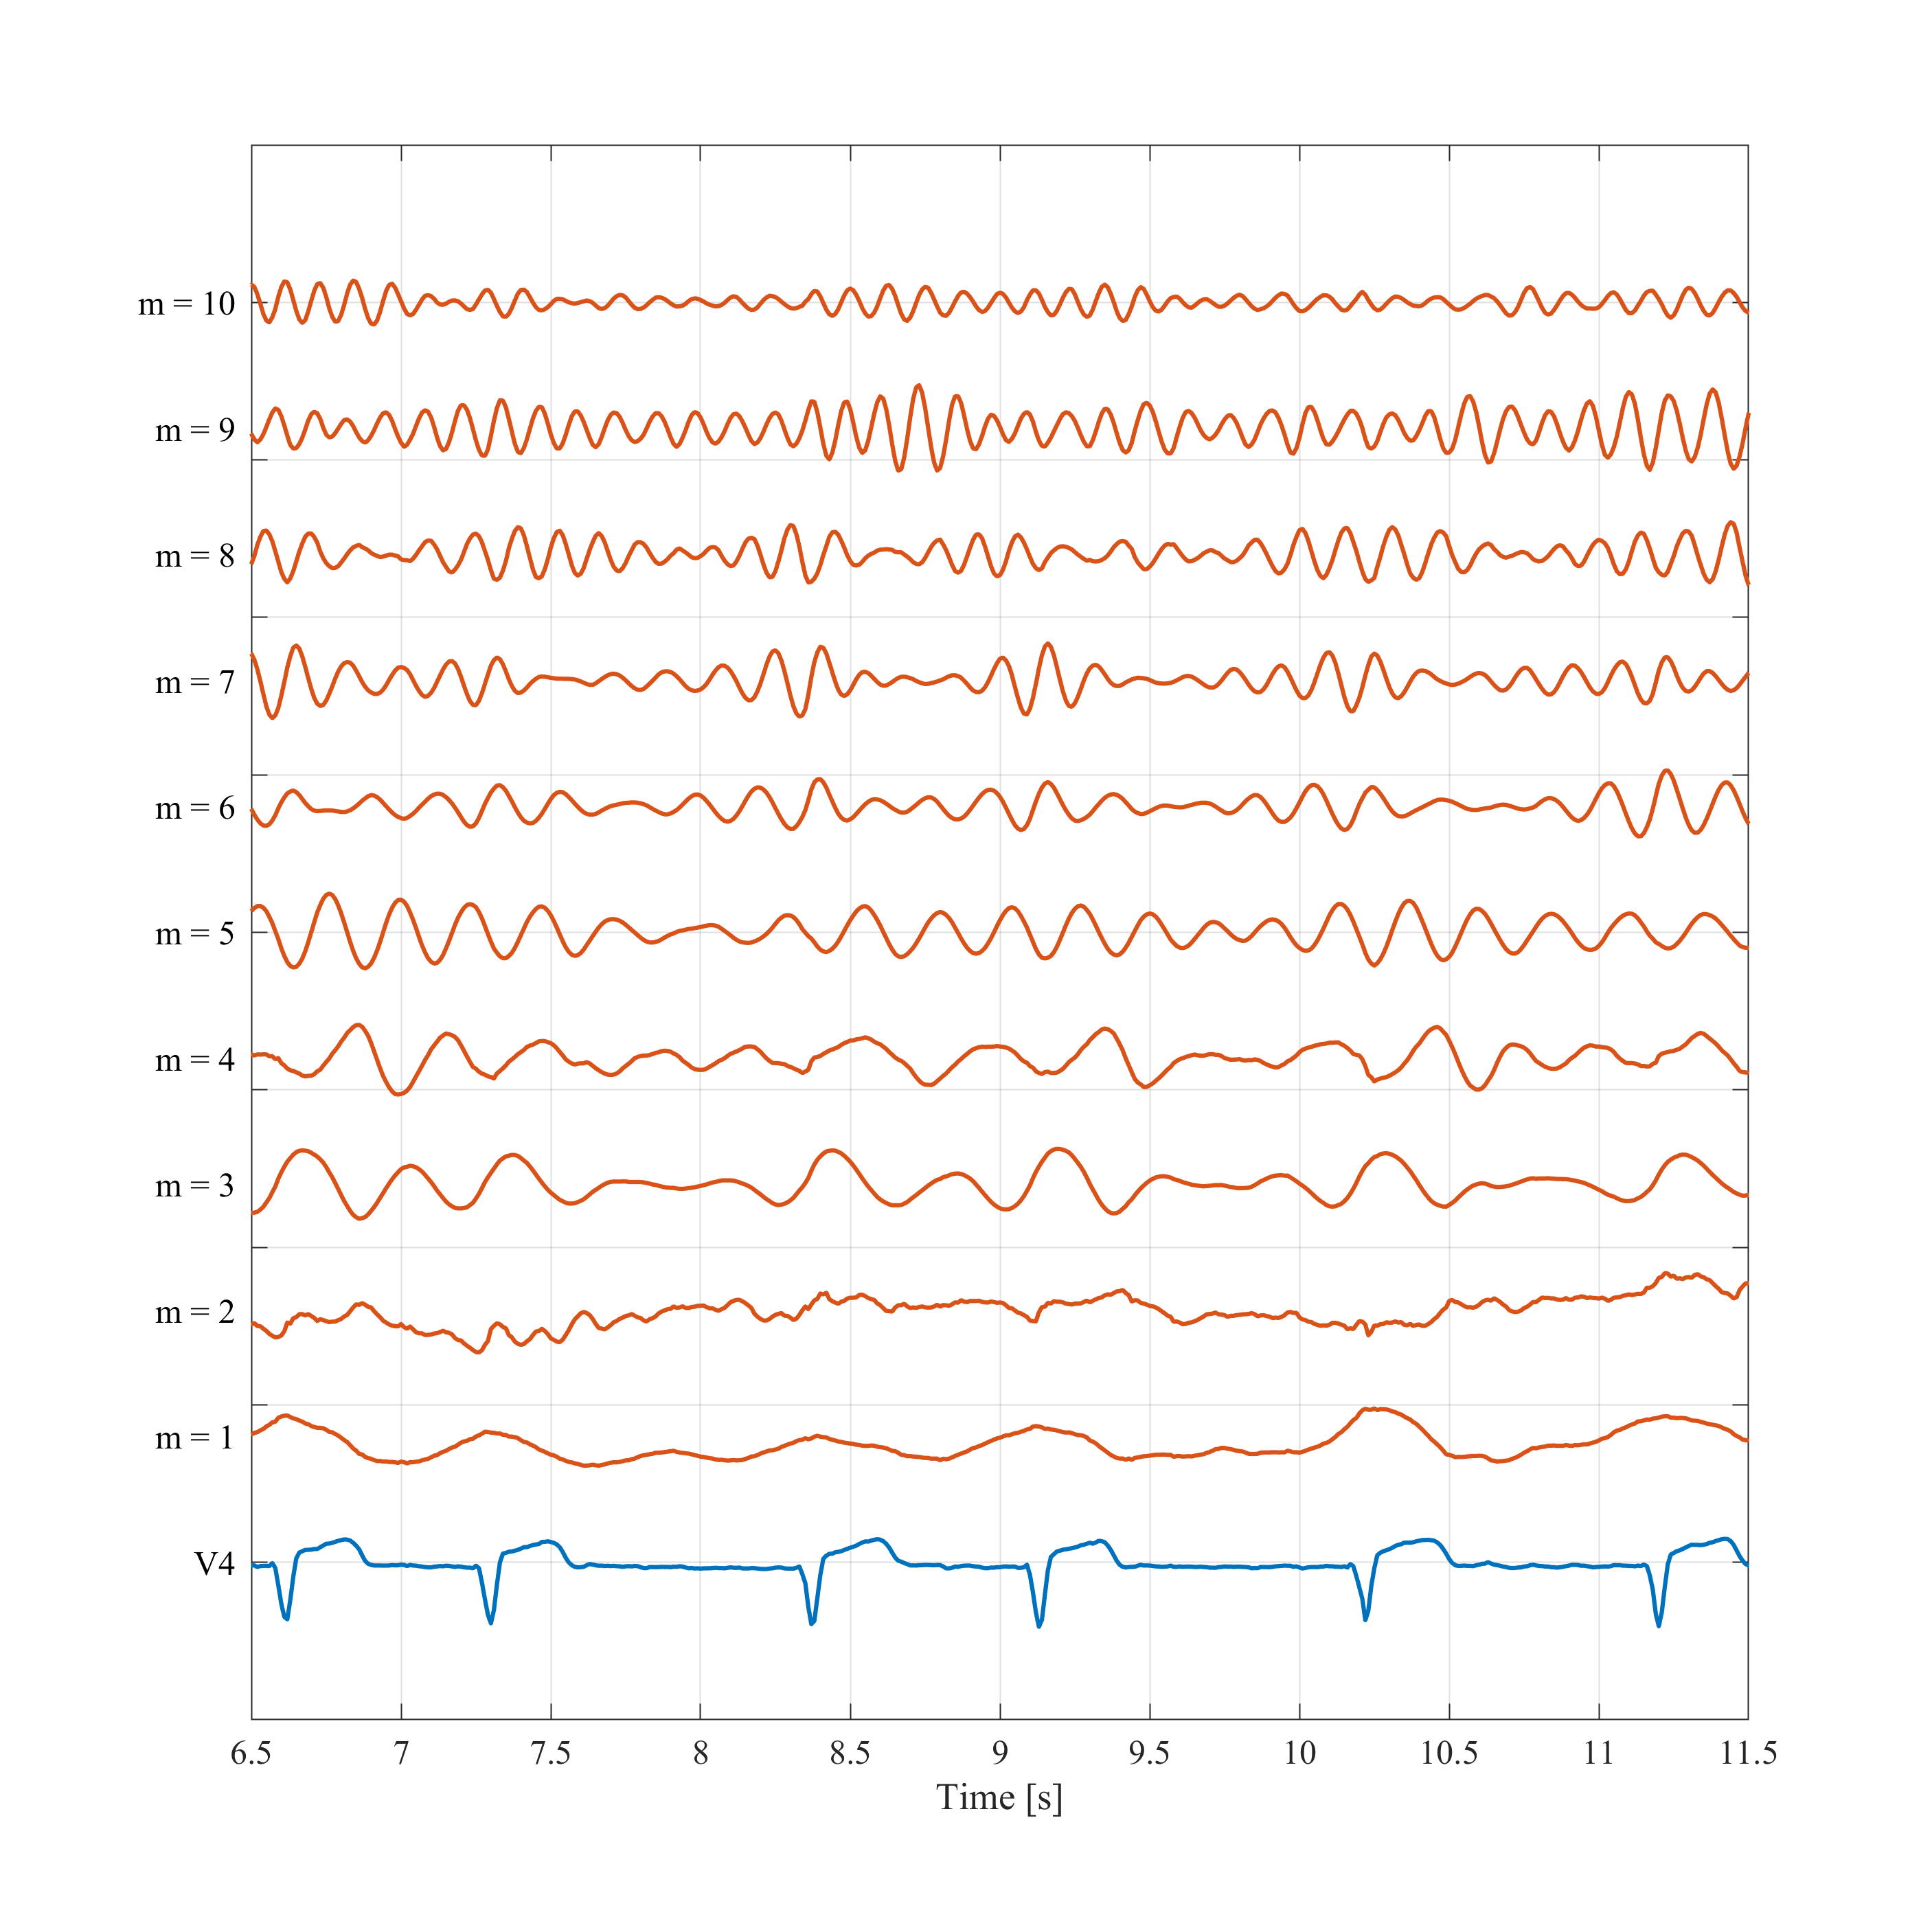 m = 10
m = 9
m = 8
m = 7
m = 6
m = 5
m = 4
m = 3
m = 2
m = 1
V4
6.5 7 7.5 8 8.5 9 9.5 10 10.5 11 11.5
Time [s]